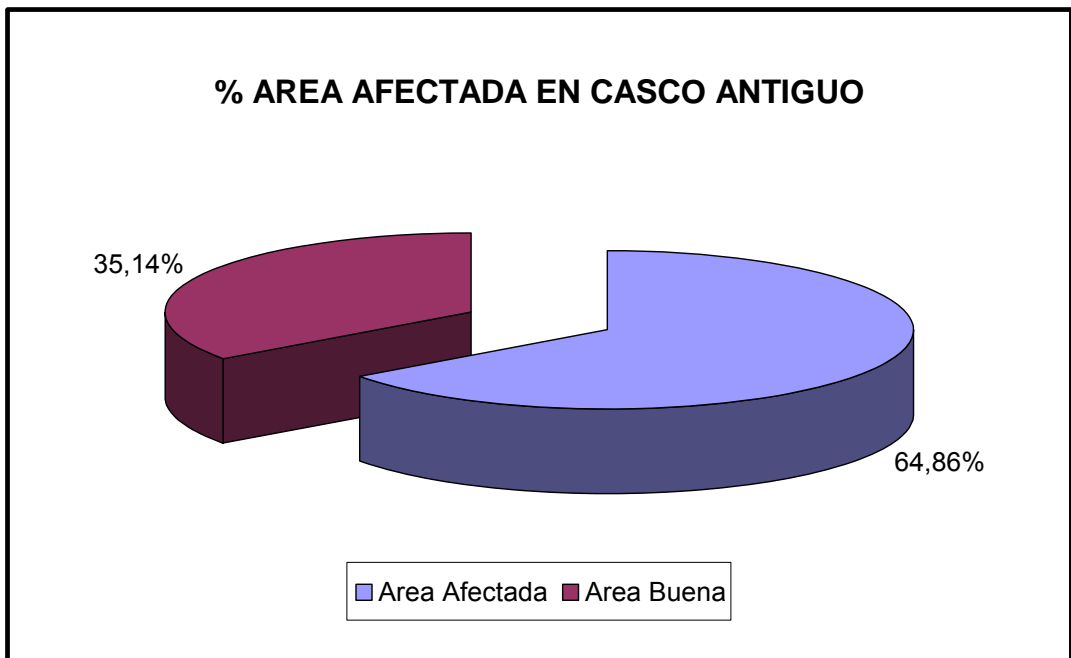 % AREA AFECTADA EN CASCO ANTIGUO
35,14%
64,86%
Area Afectada Area Buena